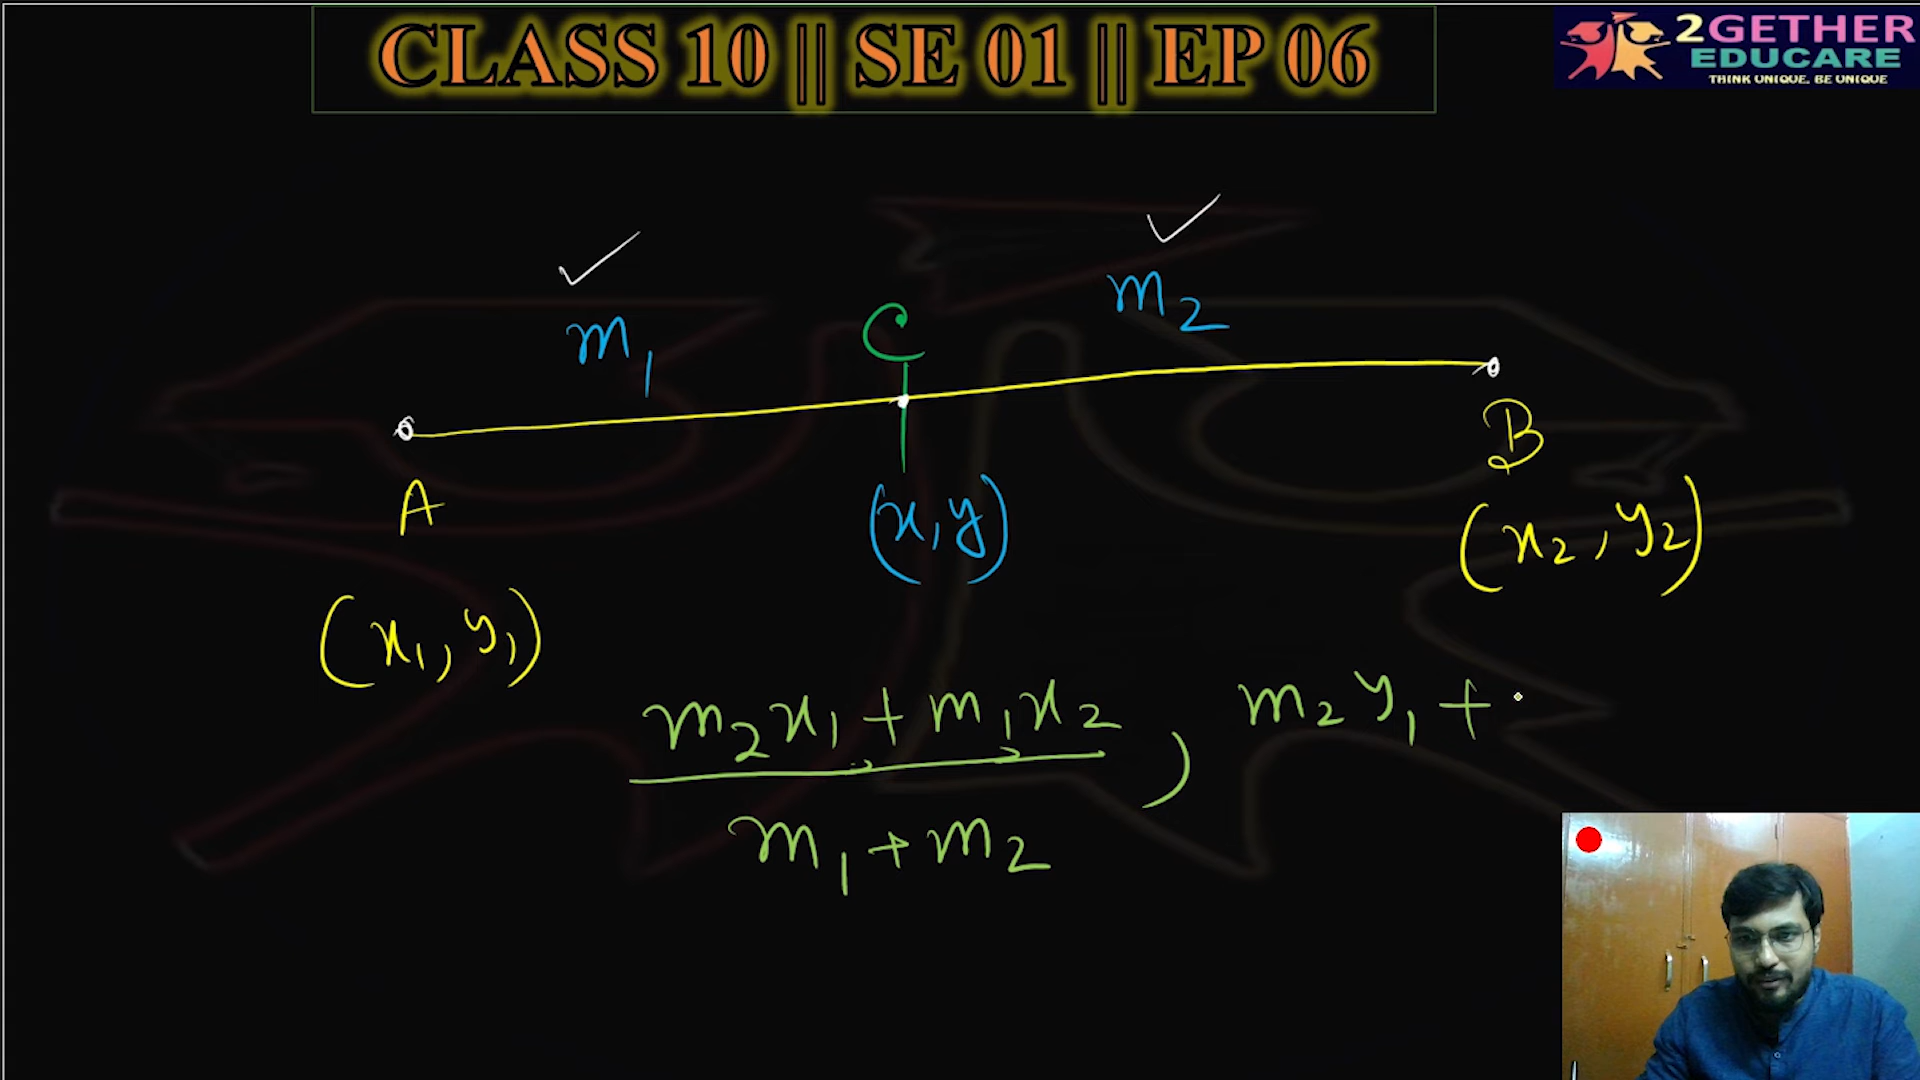 CLASS 10 || SE 01 || EP 06
2GETHER
EDUCARE
THINK UNIQUE. BE UNIQUE
m1
C
m2
A
(x, y)
B
(x1, y1)
(x2, y2)
m2x1 + m1x2 , m2y1 +
m1 + m2